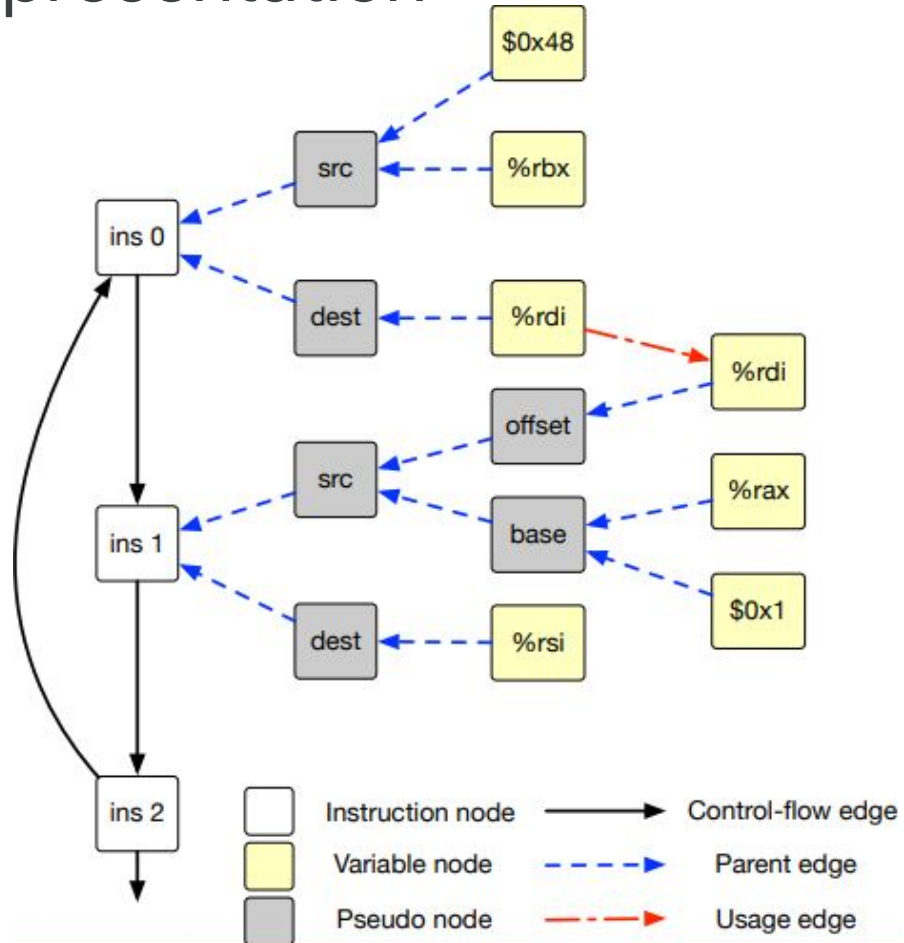 $0x48
src
%rbx
ins 0
dest
%rdi
%rdi
offset
src
%rax
base
ins 1
$0x1
dest
%rsi
ins 2
Instruction node
Control-flow edge
Variable node
Parent edge
Pseudo node
Usage edge